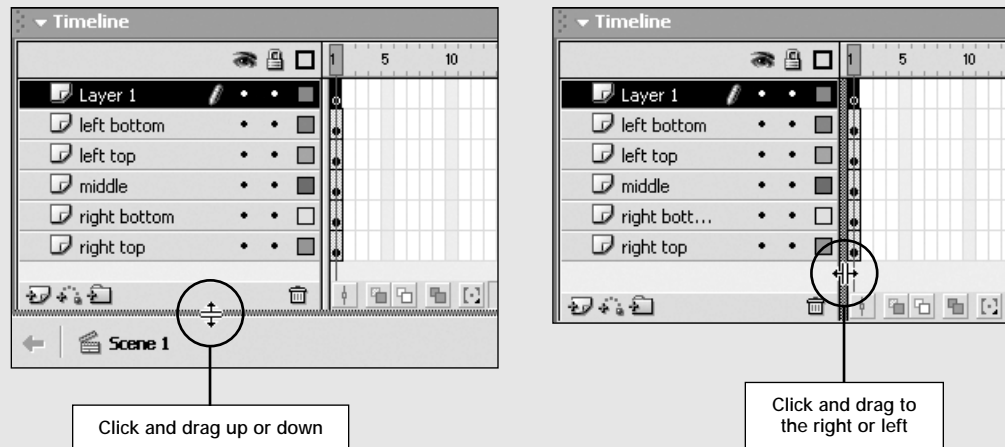 Timeline
1 5 10
Layer 1
left bottom
left top
middle
right bottom
right top
Scene 1
Click and drag up or down
Timeline
1 5 10
Layer 1
left bottom
left top
middle
right bott...
right top
Click and drag to
the right or left